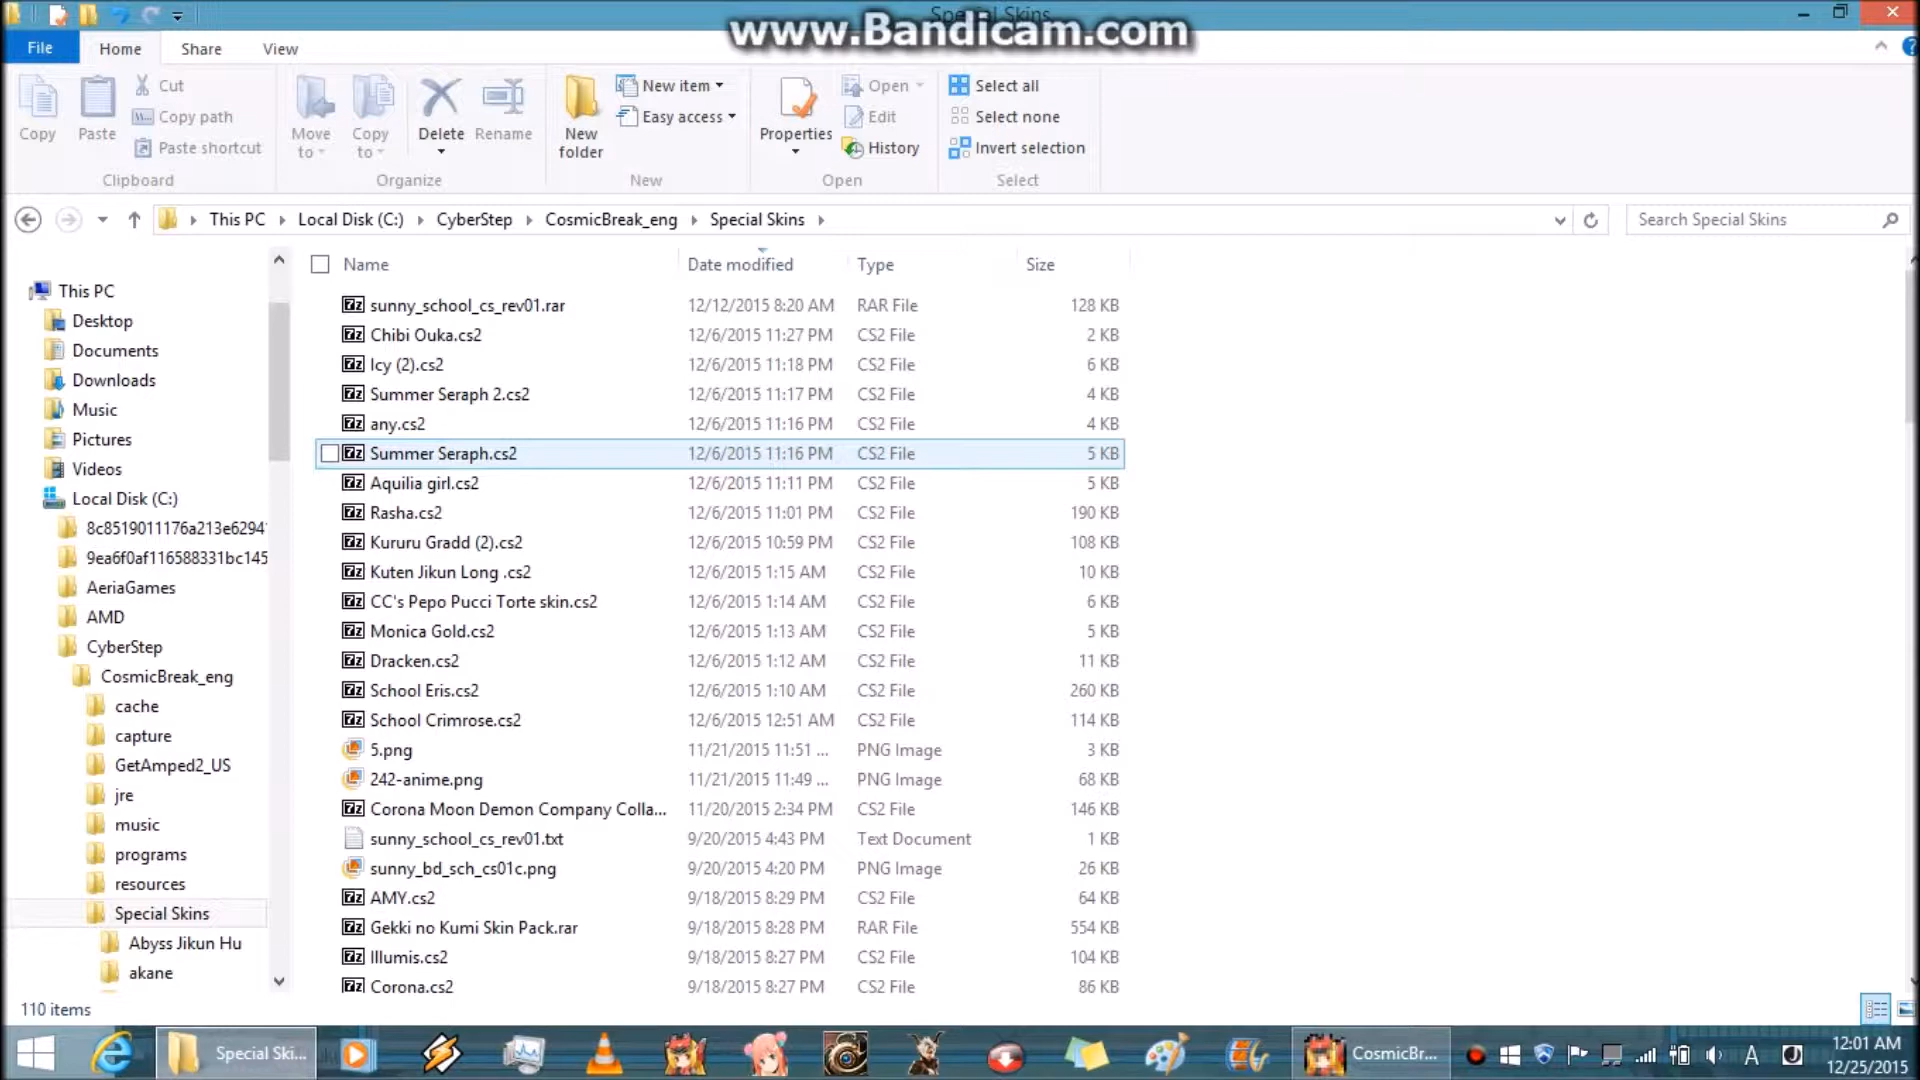 Special Skins
www.Bandicam.com
File Home Share View
Copy
Paste
Cut
Copy path
Paste shortcut
Clipboard
Move to
Copy to
Delete
Rename
Organize
New folder
New item
Easy access
New
Properties
Open
Edit
History
Open
Select all
Select none
Invert selection
Select
This PC Local Disk (C:) CyberStep CosmicBreak_eng Special Skins
Search Special Skins
This PC
Desktop
Documents
Downloads
Music
Pictures
Videos
Local Disk (C:)
8c8519011176a213e6294
9ea6f0af116588331bc145
AeriaGames
AMD
CyberStep
CosmicBreak_eng
cache
capture
GetAmped2_US
jre
music
programs
resources
Special Skins
Abyss Jikun Hu
akane
Name Date modified Type Size
sunny_school_cs_rev01.rar 12/12/2015 8:20 AM RAR File 128 KB
Chibi Ouka.cs2 12/6/2015 11:27 PM CS2 File 2 KB
Icy (2).cs2 12/6/2015 11:18 PM CS2 File 6 KB
Summer Seraph 2.cs2 12/6/2015 11:17 PM CS2 File 4 KB
any.cs2 12/6/2015 11:16 PM CS2 File 4 KB
Summer Seraph.cs2 12/6/2015 11:16 PM CS2 File 5 KB
Aquilia girl.cs2 12/6/2015 11:11 PM CS2 File 5 KB
Rasha.cs2 12/6/2015 11:01 PM CS2 File 190 KB
Kururu Gradd (2).cs2 12/6/2015 10:59 PM CS2 File 108 KB
Kuten Jikun Long .cs2 12/6/2015 1:15 AM CS2 File 10 KB
CC's Pepo Pucci Torte skin.cs2 12/6/2015 1:14 AM CS2 File 6 KB
Monica Gold.cs2 12/6/2015 1:13 AM CS2 File 5 KB
Dracken.cs2 12/6/2015 1:12 AM CS2 File 11 KB
School Eris.cs2 12/6/2015 1:10 AM CS2 File 260 KB
School Crimrose.cs2 12/6/2015 12:51 AM CS2 File 114 KB
5.png 11/21/2015 11:51 ... PNG Image 3 KB
242-anime.png 11/21/2015 11:49 ... PNG Image 68 KB
Corona Moon Demon Company Colla... 11/20/2015 2:34 PM CS2 File 146 KB
sunny_school_cs_rev01.txt 9/20/2015 4:43 PM Text Document 1 KB
sunny_bd_sch_cs01c.png 9/20/2015 4:20 PM PNG Image 26 KB
AMY.cs2 9/18/2015 8:29 PM CS2 File 64 KB
Gekki no Kumi Skin Pack.rar 9/18/2015 8:28 PM RAR File 554 KB
Illumis.cs2 9/18/2015 8:27 PM CS2 File 104 KB
Corona.cs2 9/18/2015 8:27 PM CS2 File 86 KB
110 items
Special Ski...
CosmicBr...
A
12:01 AM
12/25/2015